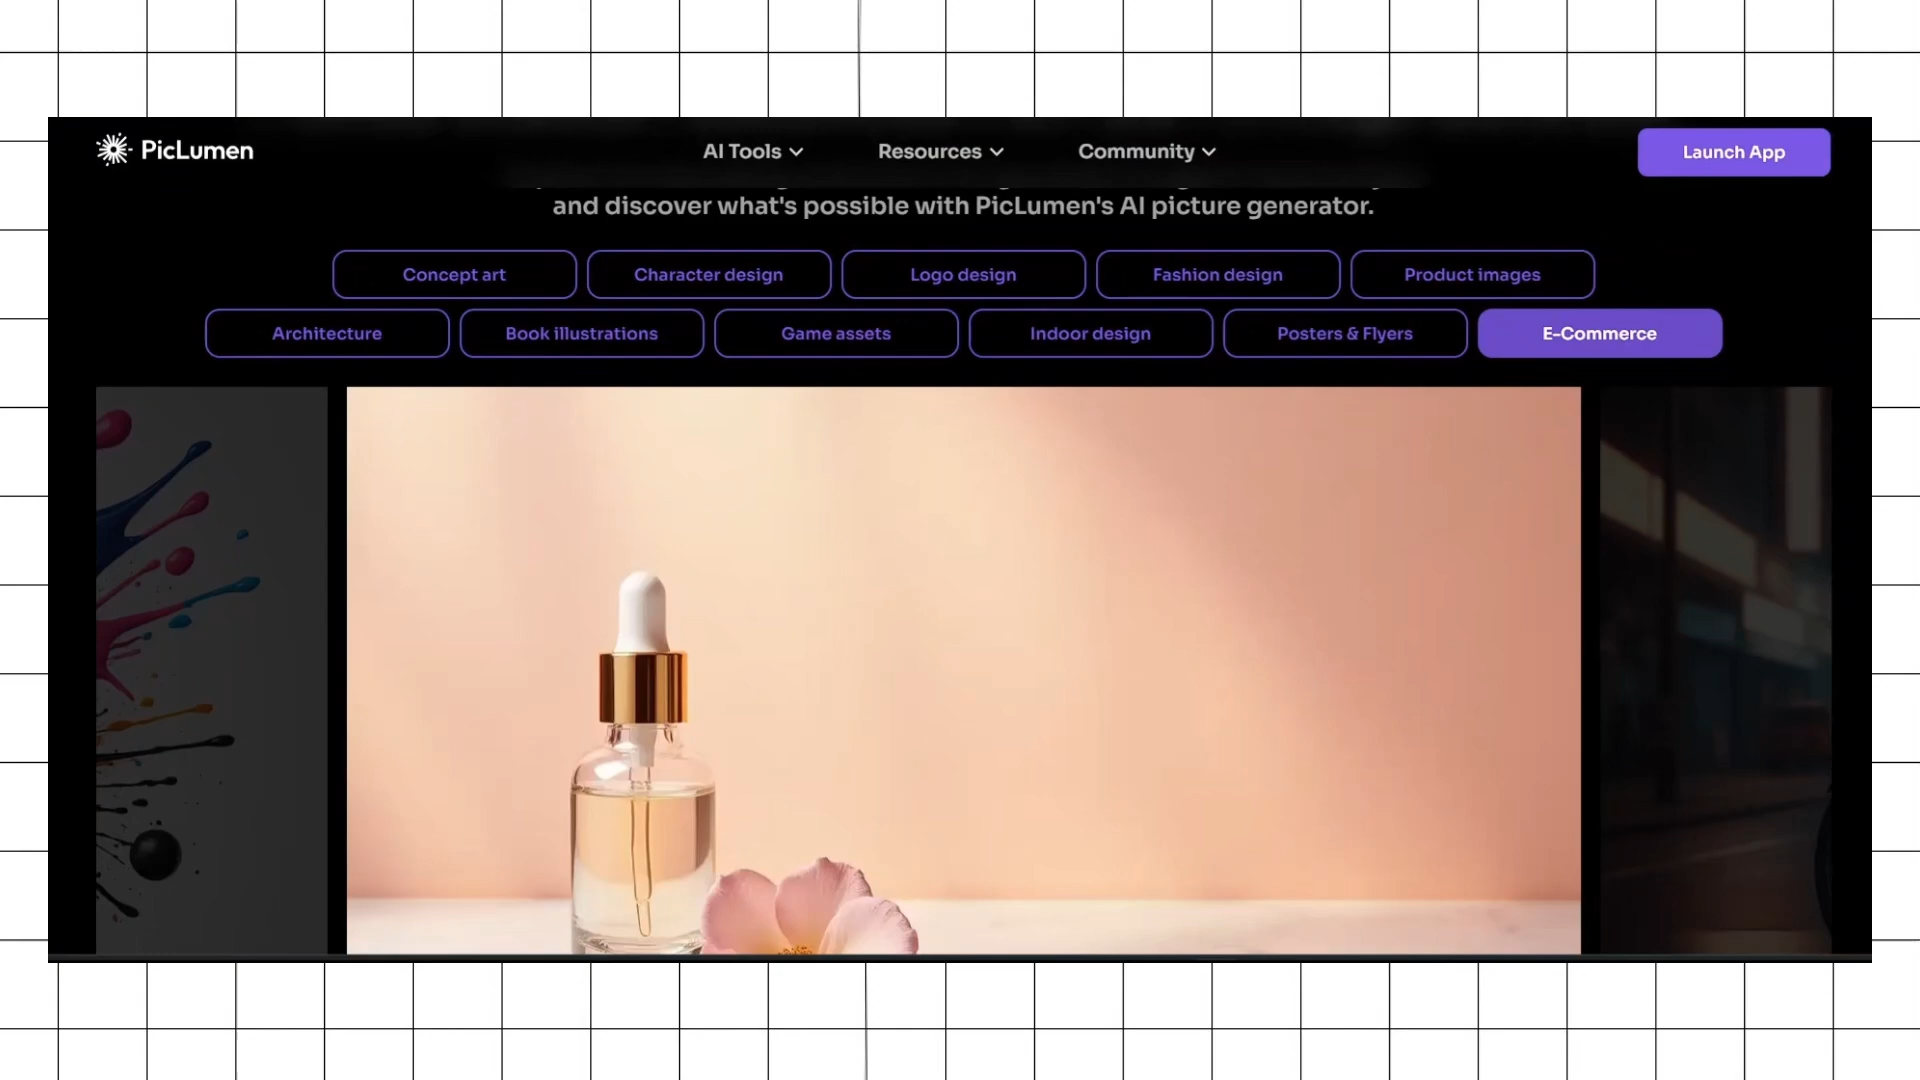 PicLumen
AI Tools
Resources
Community
Launch App
and discover what's possible with PicLumen's AI picture generator.
Concept art
Character design
Logo design
Fashion design
Product images
Architecture
Book illustrations
Game assets
Indoor design
Posters & Flyers
E-Commerce